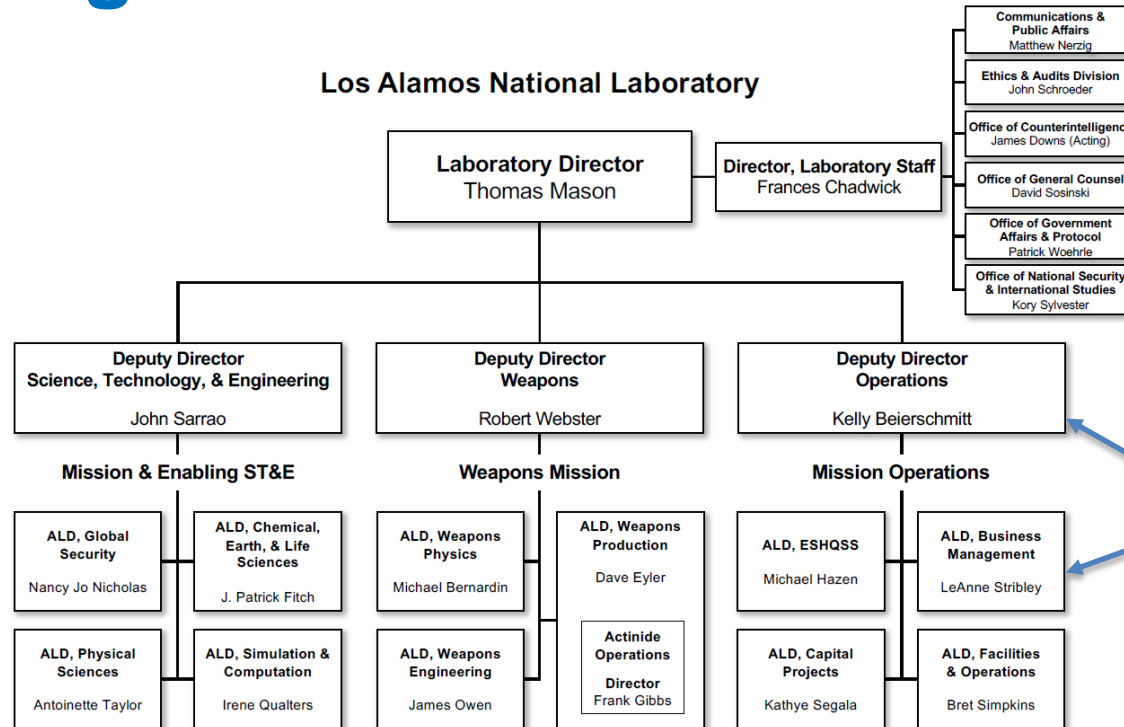 Communications &
Public Affairs
Matthew Nerzig
Ethics & Audits Division
John Schroeder
Los Alamos National Laboratory
Office of Counterintelligenc
James Downs (Acting)
Laboratory Director
Thomas Mason
Director, Laboratory Staff
Frances Chadwick
Office of General Counsel
David Sosinski
Office of Government
Affairs & Protocol
Patrick Woehrle
Office of National Security
& International Studies
Kory Sylvester
Deputy Director
Science, Technology, & Engineering
John Sarrao
Deputy Director
Weapons
Robert Webster
Deputy Director
Operations
Kelly Beierschmitt
Mission & Enabling ST&E
Weapons Mission
Mission Operations
ALD, Global
Security
Nancy Jo Nicholas
ALD, Chemical,
Earth, & Life
Sciences
J. Patrick Fitch
ALD, Weapons
Physics
Michael Bernardin
ALD, Weapons
Production
Dave Eyler
ALD, ESHQSS
Michael Hazen
ALD, Business
Management
LeAnne Stribley
ALD, Physical
Sciences
Antoinette Taylor
ALD, Simulation &
Computation
Irene Qualters
ALD, Weapons
Engineering
James Owen
Actinide
Operations
Director
Frank Gibbs
ALD, Capital
Projects
Kathye Segala
ALD, Facilities
& Operations
Bret Simpkins